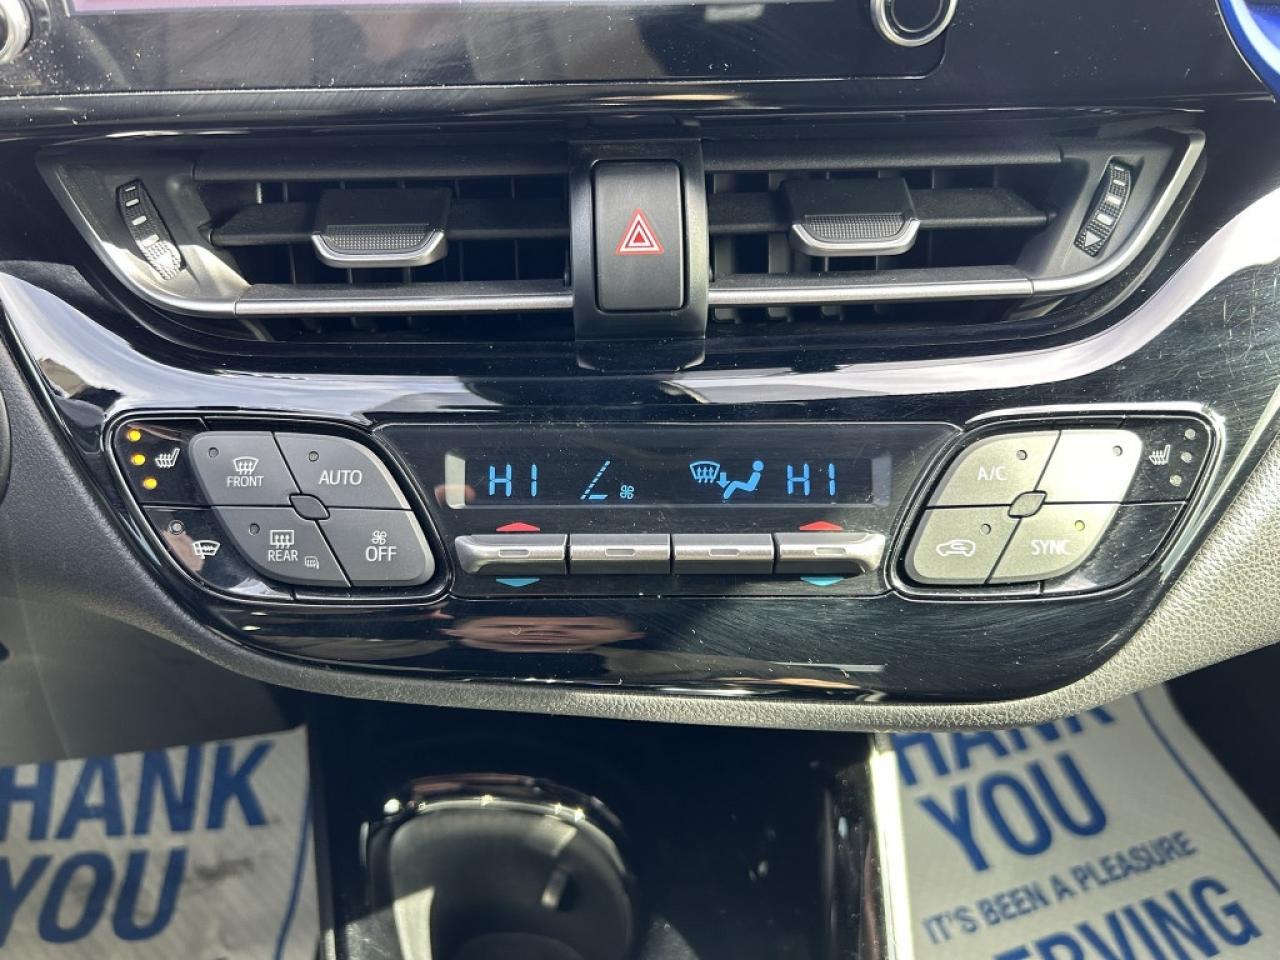 HI HI
FRONT AUTO
REAR OFF
A/C
SYNC
HANK
YOU
HANK
YOU
IT'S BEEN A PLEASURE
ERVING